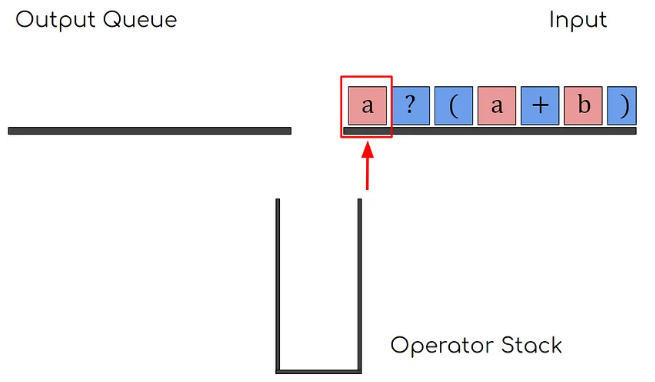 Output Queue
Input
a ? ( a + b )
Operator Stack